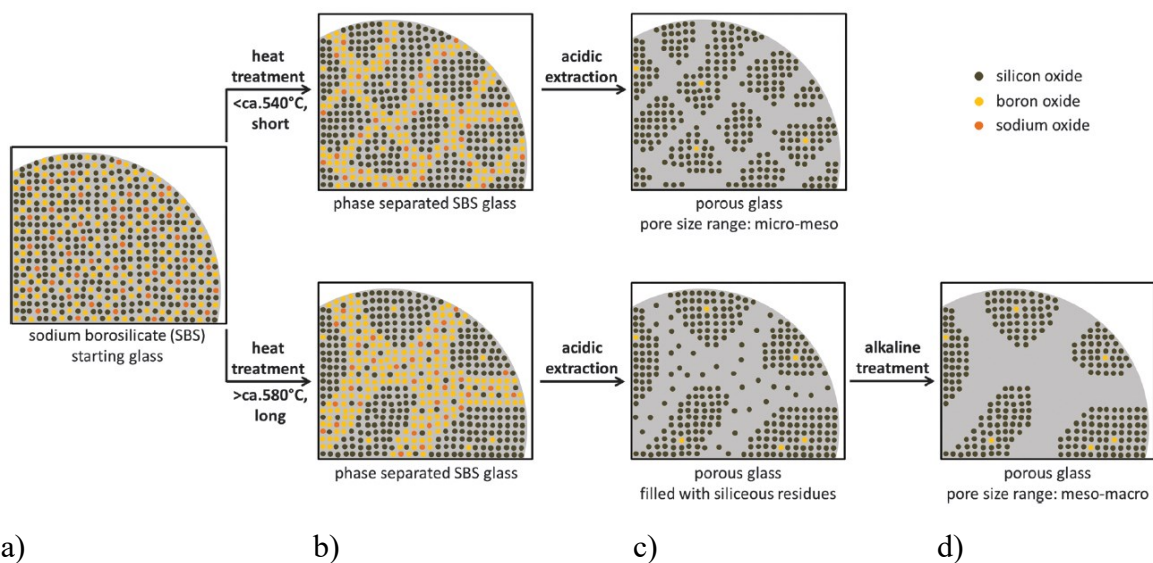 heat
treatment
<ca.540°C,
short
acidic
extraction
silicon oxide
boron oxide
sodium oxide
phase separated SBS glass
porous glass
pore size range: micro-meso
sodium borosilicate (SBS)
starting glass
heat
treatment
>ca.580°C,
long
acidic
extraction
alkaline
treatment
phase separated SBS glass
porous glass
filled with siliceous residues
porous glass
pore size range: meso-macro
a) b) c) d)